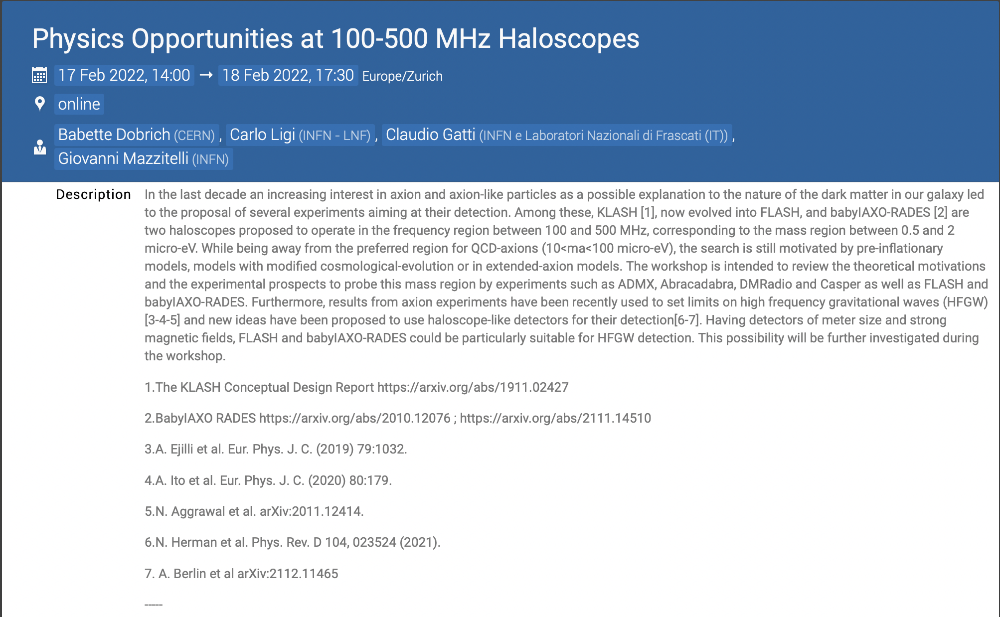 Physics Opportunities at 100-500 MHz Haloscopes
17 Feb 2022, 14:00 → 18 Feb 2022, 17:30 Europe/Zurich
online
Babette Dobrich (CERN) , Carlo Ligi (INFN - LNF) , Claudio Gatti (INFN e Laboratori Nazionali di Frascati (IT)) ,
Giovanni Mazzitelli (INFN)
Description In the last decade an increasing interest in axion and axion-like particles as a possible explanation to the nature of the dark matter in our galaxy led
to the proposal of several experiments aiming at their detection. Among these, KLASH [1], now evolved into FLASH, and babyIAXO-RADES [2] are
two haloscopes proposed to operate in the frequency region between 100 and 500 MHz, corresponding to the mass region between 0.5 and 2
micro-eV. While being away from the preferred region for QCD-axions (10<ma<100 micro-eV), the search is still motivated by pre-inflationary
models, models with modified cosmological-evolution or in extended-axion models. The workshop is intended to review the theoretical motivations
and the experimental prospects to probe this mass region by experiments such as ADMX, Abracadabra, DMRadio and Casper as well as FLASH and
babyIAXO-RADES. Furthermore, results from axion experiments have been recently used to set limits on high frequency gravitational waves (HFGW)
[3-4-5] and new ideas have been proposed to use haloscope-like detectors for their detection[6-7]. Having detectors of meter size and strong
magnetic fields, FLASH and babyIAXO-RADES could be particularly suitable for HFGW detection. This possibility will be further investigated during
the workshop.
1.The KLASH Conceptual Design Report https://arxiv.org/abs/1911.02427
2.BabyIAXO RADES https://arxiv.org/abs/2010.12076 ; https://arxiv.org/abs/2111.14510
3.A. Ejilli et al. Eur. Phys. J. C. (2019) 79:1032.
4.A. Ito et al. Eur. Phys. J. C. (2020) 80:179.
5.N. Aggrawal et al. arXiv:2011.12414.
6.N. Herman et al. Phys. Rev. D 104, 023524 (2021).
7. A. Berlin et al arXiv:2112.11465
-----